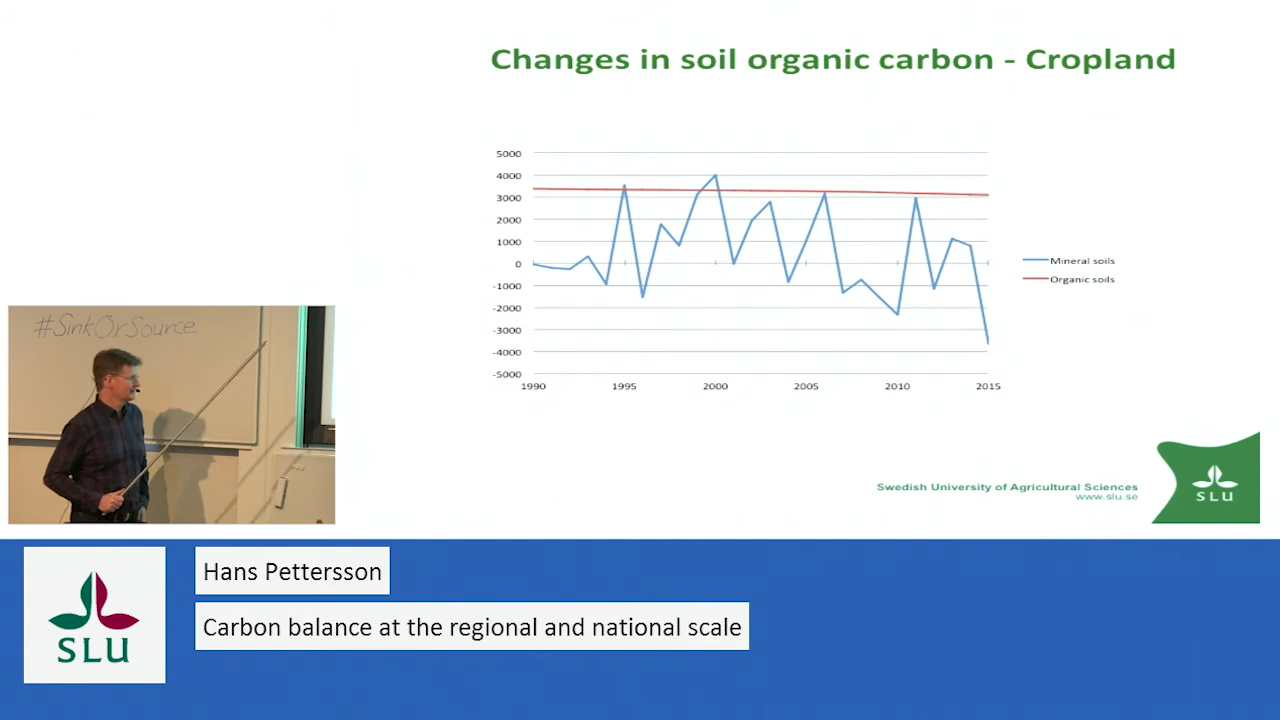 Changes in soil organic carbon - Cropland
5000
4000
3000
2000
1000
0
-1000
-2000
-3000
-4000
-5000
1990 1995 2000 2005 2010 2015
Mineral soils
Organic soils
#SinkOrSource
Swedish University of Agricultural Sciences
www.slu.se
SLU
SLU
Hans Pettersson
Carbon balance at the regional and national scale